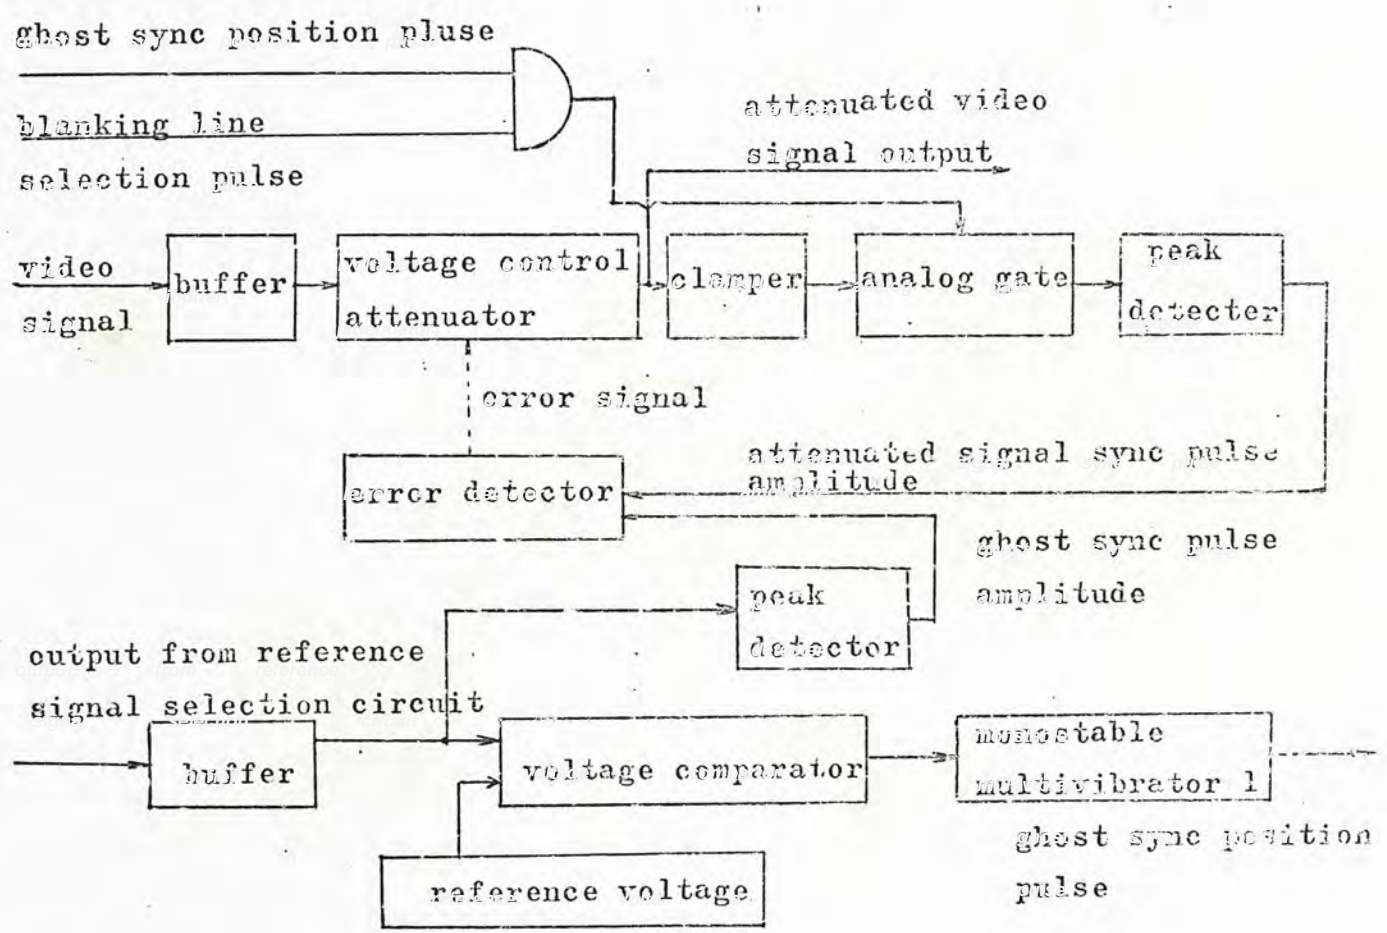 ghost sync position pluse
blanking line
selection pulse
attenuated video
signal output
video
signal
buffer
voltage control
attenuator
clamper
analog gate
peak
detecter
error signal
attenuated signal sync pulse
amplitude
error detector
ghost sync pulse
amplitude
peak
detector
output from reference
signal selection circuit
buffer
voltage comparator
monostable
multivibrator 1
ghost sync position
pulse
reference voltage